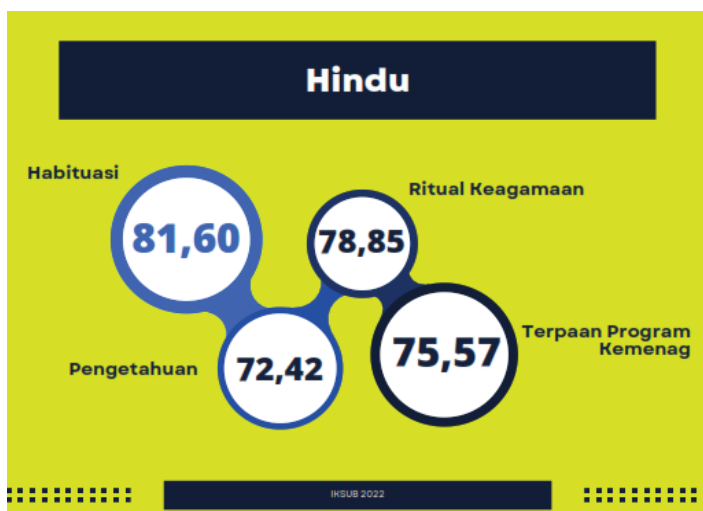 Hindu
Habituasi
81,60
Ritual Keagamaan
78,85
Pengetahuan
72,42
Terpaan Program
Kemenag
75,57
IKSUB 2022